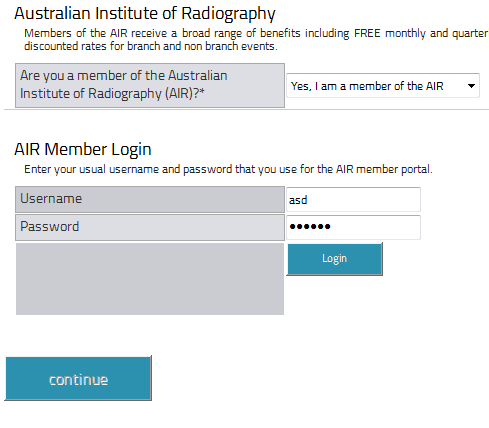 Australian Institute of Radiography
Members of the AIR receive a broad range of benefits including FREE monthly and quarter
discounted rates for branch and non branch events.
Are you a member of the Australian
Institute of Radiography (AIR)?*
Yes, I am a member of the AIR
AIR Member Login
Enter your usual username and password that you use for the AIR member portal.
Username
asd
Password
••••••
Login
continue